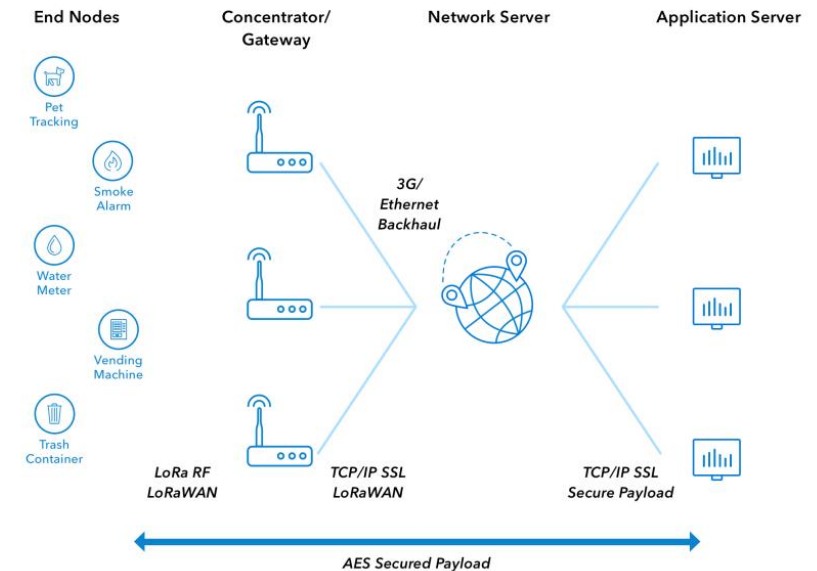 End Nodes
Concentrator/
Gateway
Network Server
Application Server
Pet
Tracking
Smoke
Alarm
3G/
Ethernet
Backhaul
Water
Meter
Vending
Machine
Trash
Container
LoRa RF
LoRaWAN
TCP/IP SSL
LoRaWAN
TCP/IP SSL
Secure Payload
AES Secured Payload